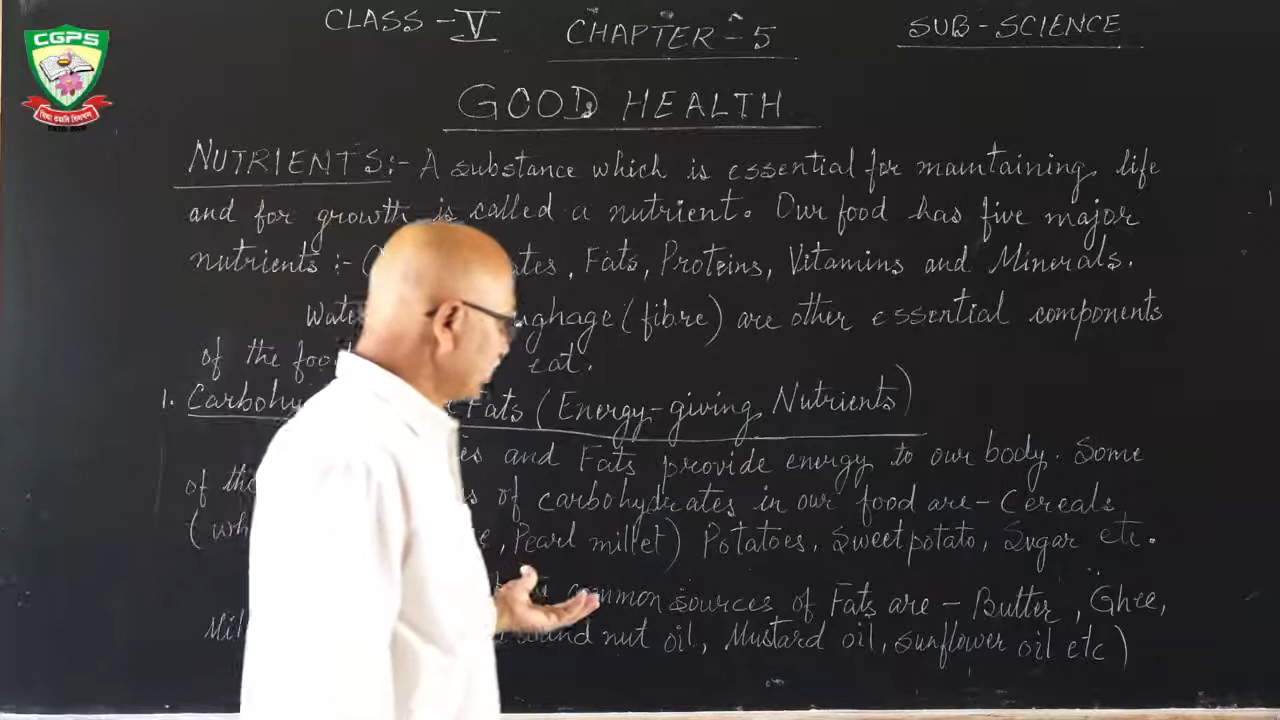 CGPS
CLASS - V CHAPTER - 5 SUB - SCIENCE
GOOD HEALTH
NUTRIENTS :- A substance which is essential for maintaining life
and for growth is called a nutrient. Our food has five major
nutrients :- C tes, Fats, Proteins, Vitamins and Minerals.
Wate ughage (fibre) are other essential components
of the foo eat.
1. Carbohy Fats (Energy-giving Nutrients)
es and Fats provide energy to our body. Some
of the s of carbohydrates in our food are - Cereals
(wh e, Pearl millet) Potatoes, Sweet potato, Sugar etc.
common sources of Fats are - Butter, Ghee,
Mil und nut oil, Mustard oil, Sunflower oil etc)